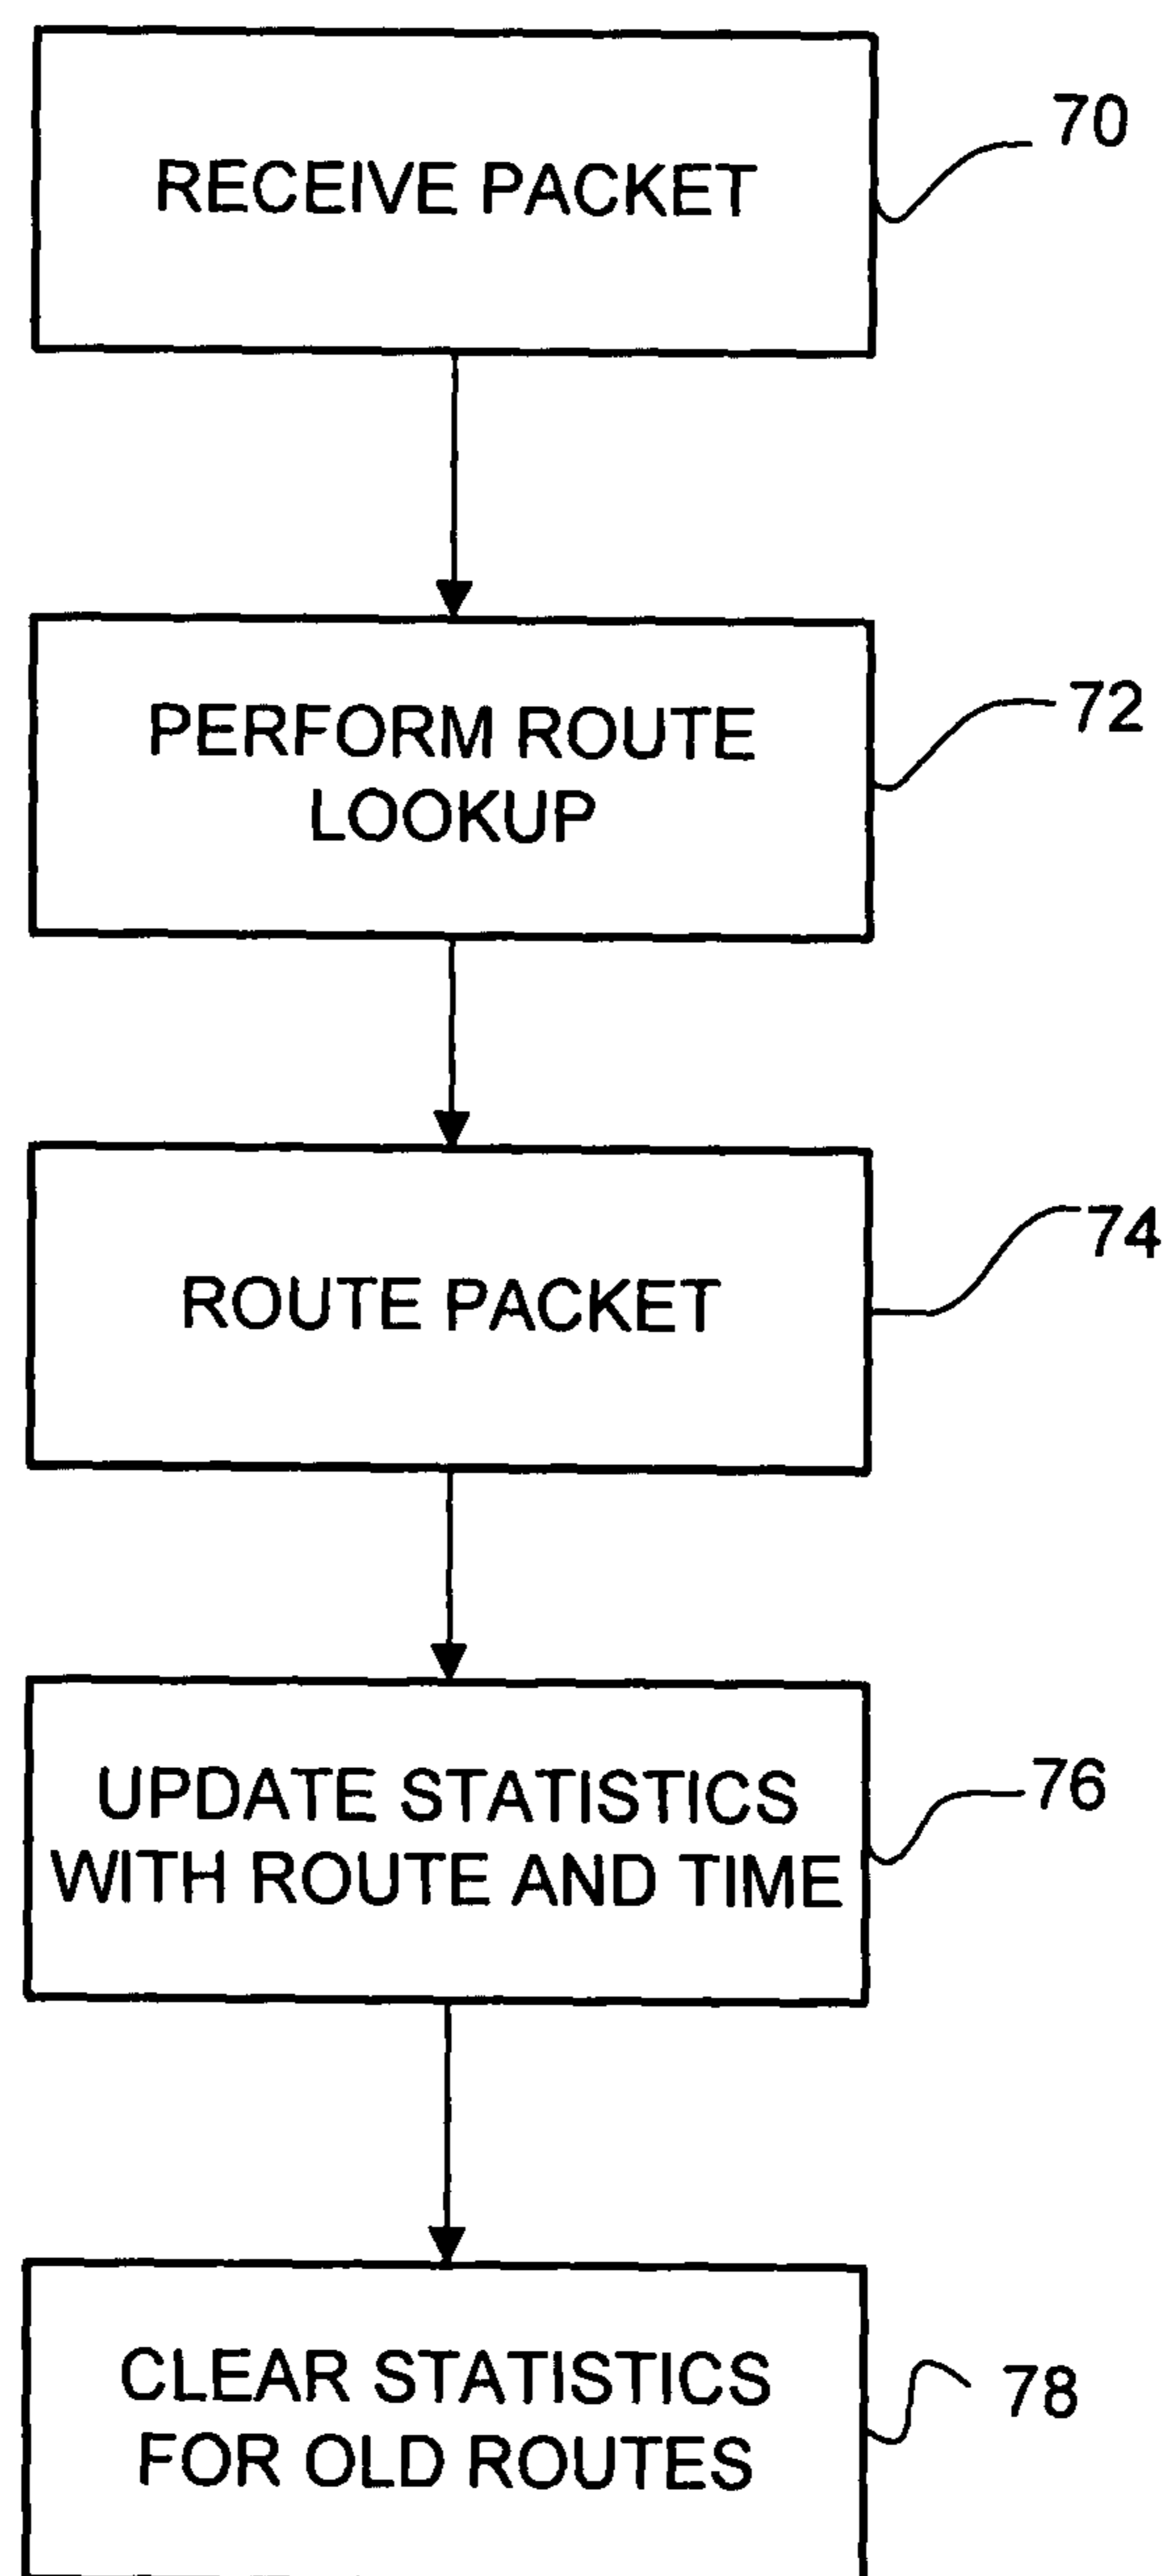 RECEIVE PACKET
70
PERFORM ROUTE
LOOKUP
72
ROUTE PACKET
74
UPDATE STATISTICS
WITH ROUTE AND TIME
76
CLEAR STATISTICS
FOR OLD ROUTES
78